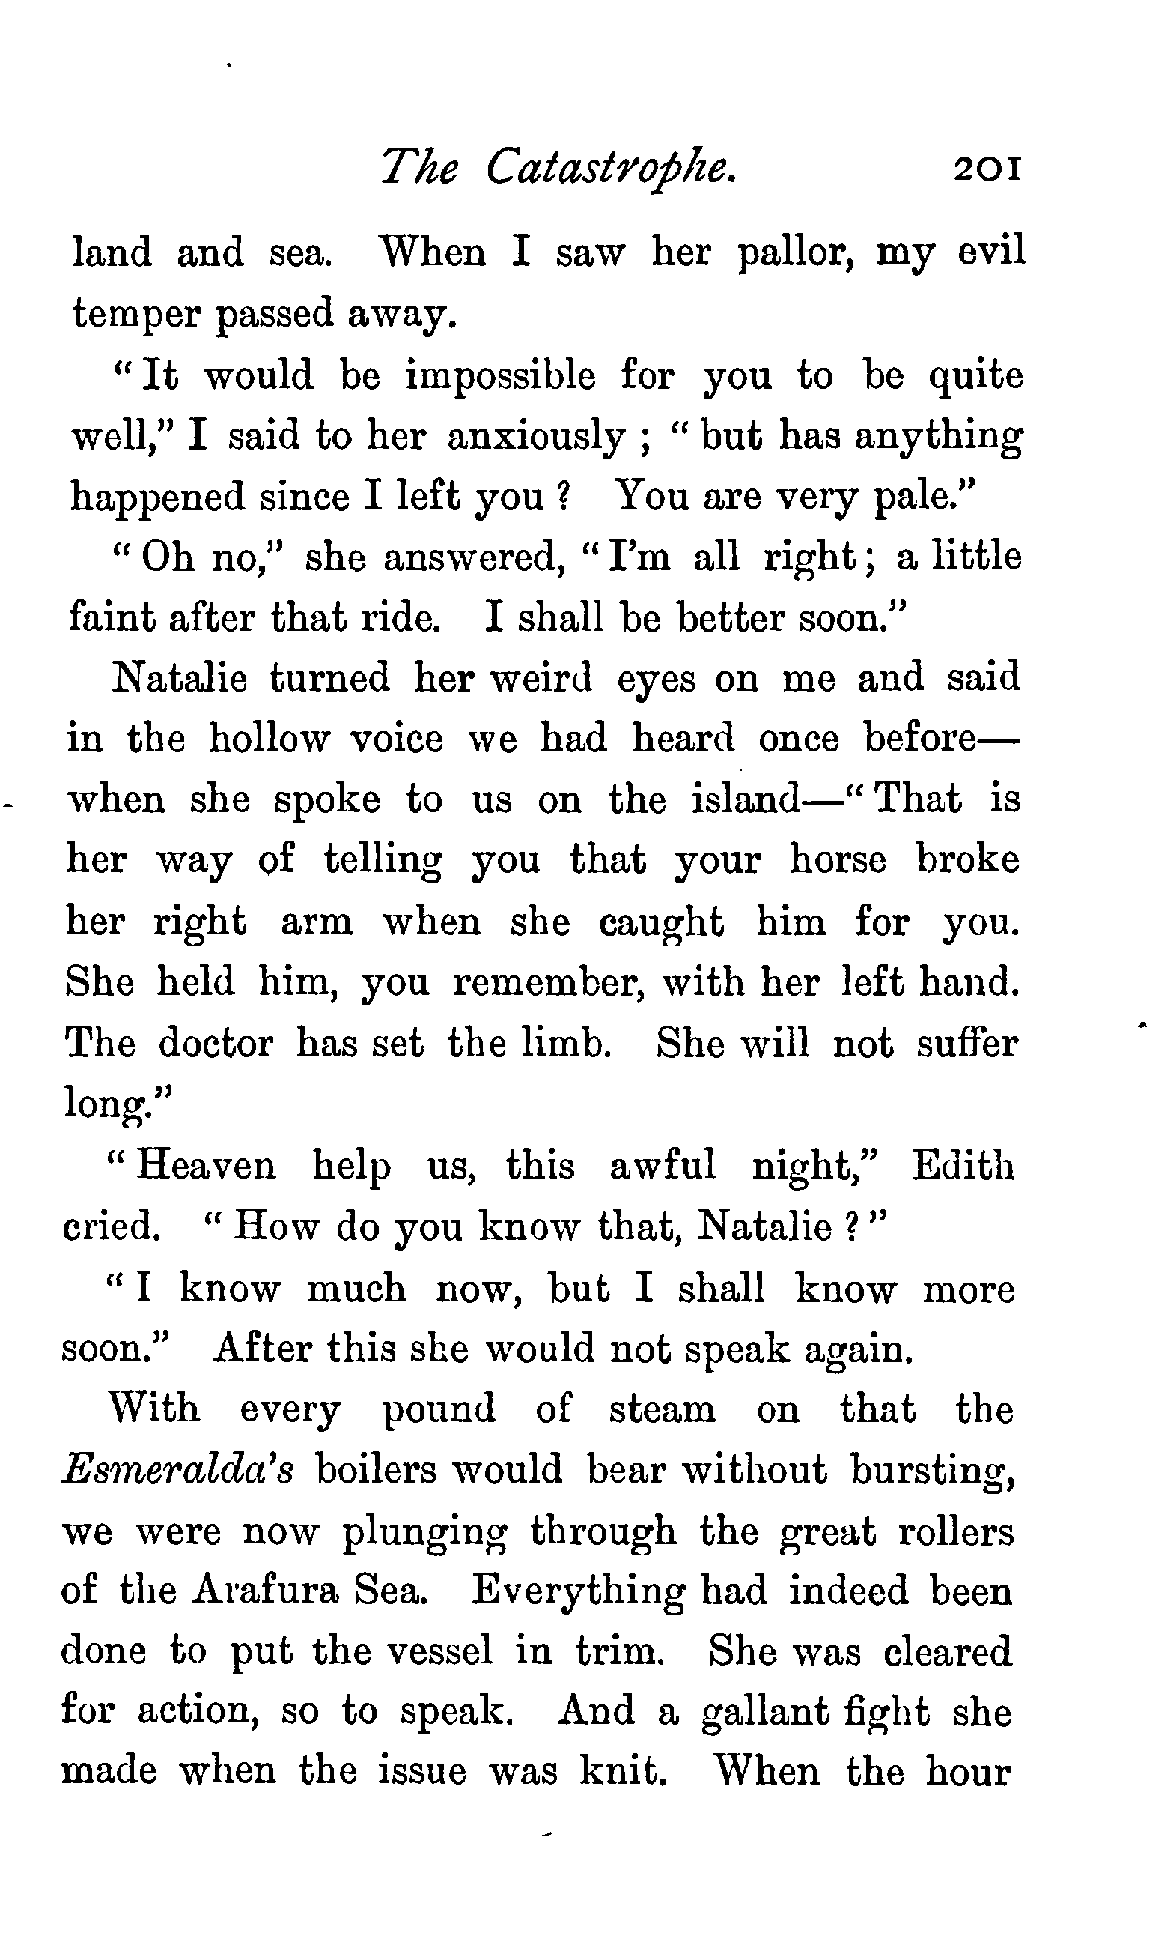 The Catastrophe. 201
land and sea. When I saw her pallor, my evil
temper passed away.
“ It would be impossible for you to be quite
well,” I said to her anxiously ; “ but has anything
happened since I left you ? You are very pale.”
“ Oh no,” she answered, “ I’m all right ; a little
faint after that ride. I shall be better soon.”
Natalie turned her weird eyes on me and said
in the hollow voice we had heard once before—
when she spoke to us on the island—“ That is
her way of telling you that your horse broke
her right arm when she caught him for you.
She held him, you remember, with her left hand.
The doctor has set the limb. She will not suffer
long.”
“ Heaven help us, this awful night,” Edith
cried. “ How do you know that, Natalie ? ”
“ I know much now, but I shall know more
soon.” After this she would not speak again.
With every pound of steam on that the
Esmeralda’s boilers would bear without bursting,
we were now plunging through the great rollers
of the Arafura Sea. Everything had indeed been
done to put the vessel in trim. She was cleared
for action, so to speak. And a gallant fight she
made when the issue was knit. When the hour